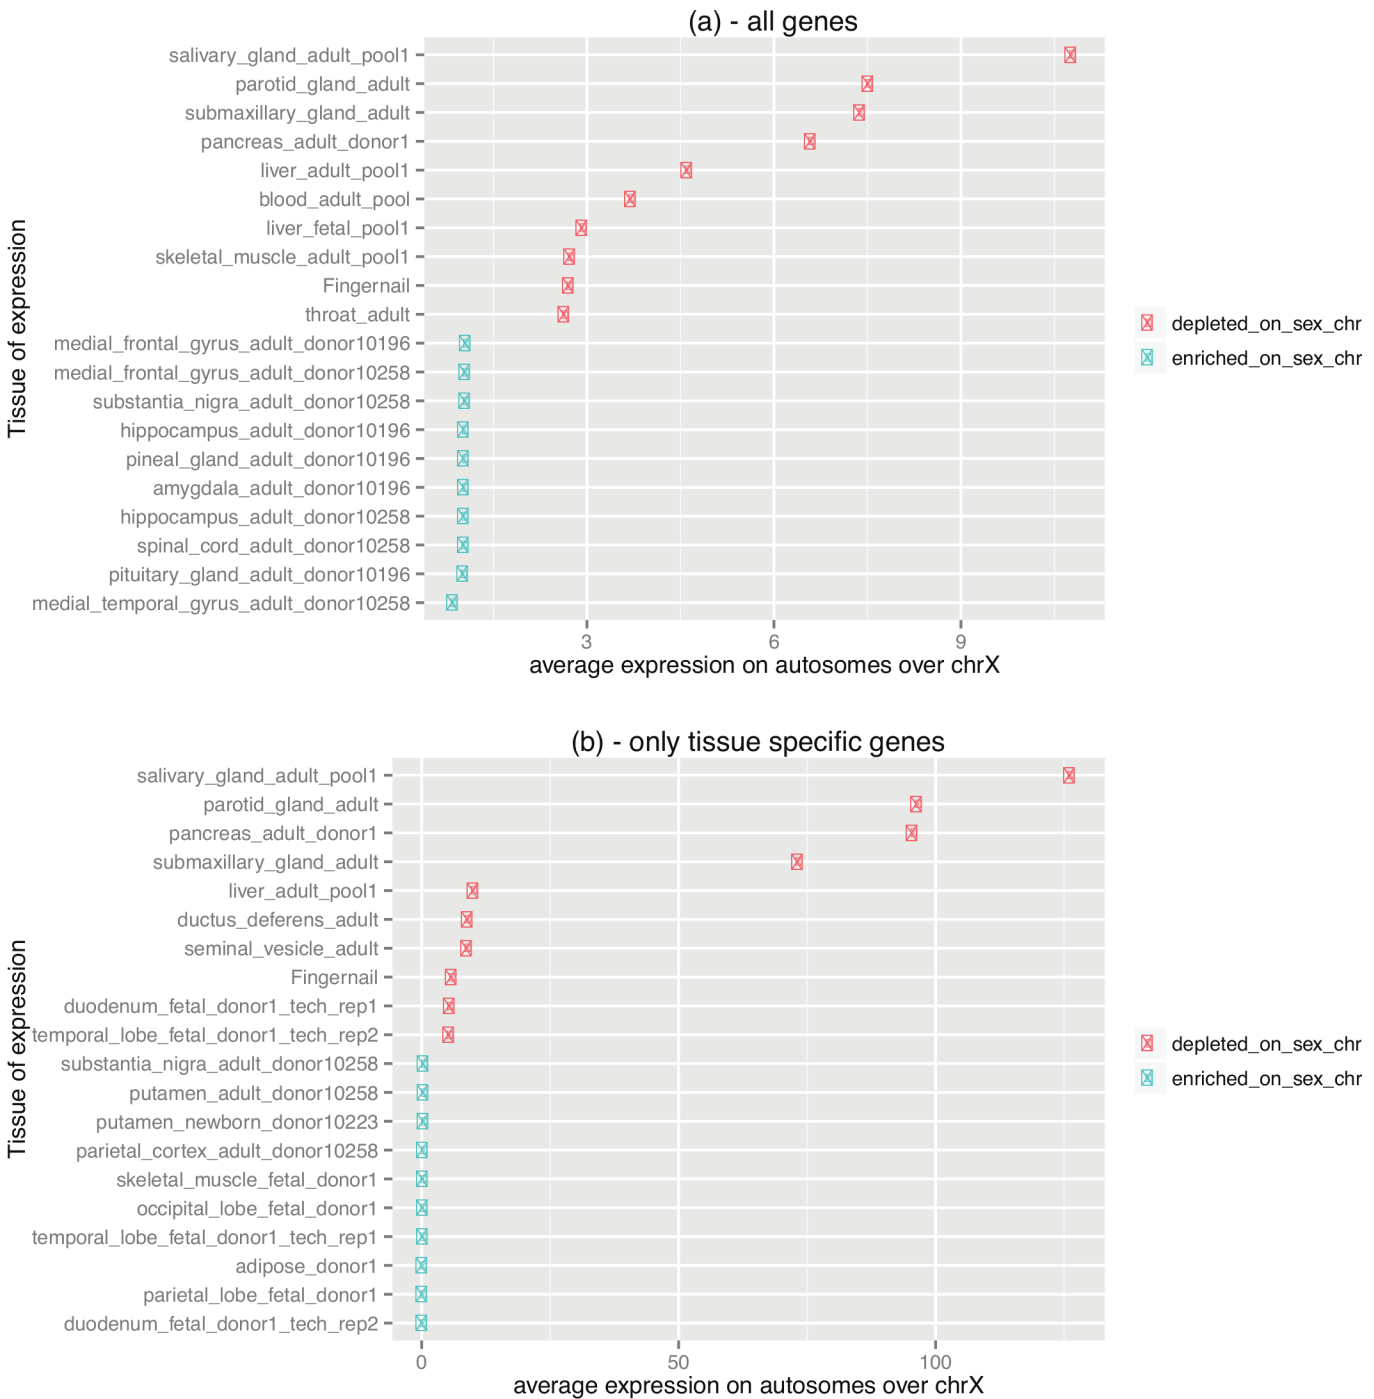 (a) - all genes
salivary_gland_adult_pool1
parotid_gland_adult
submaxillary_gland_adult
pancreas_adult_donor1
liver_adult_pool1
blood_adult_pool
liver_fetal_pool1
skeletal_muscle_adult_pool1
Fingernail
throat_adult
medial_frontal_gyrus_adult_donor10196
medial_frontal_gyrus_adult_donor10258
substantia_nigra_adult_donor10258
hippocampus_adult_donor10196
pineal_gland_adult_donor10196
amygdala_adult_donor10196
hippocampus_adult_donor10258
spinal_cord_adult_donor10258
pituitary_gland_adult_donor10196
medial_temporal_gyrus_adult_donor10258
Tissue of expression
3 6 9
average expression on autosomes over chrX
depleted_on_sex_chr
enriched_on_sex_chr
(b) - only tissue specific genes
salivary_gland_adult_pool1
parotid_gland_adult
pancreas_adult_donor1
submaxillary_gland_adult
liver_adult_pool1
ductus_deferens_adult
seminal_vesicle_adult
Fingernail
duodenum_fetal_donor1_tech_rep1
temporal_lobe_fetal_donor1_tech_rep2
substantia_nigra_adult_donor10258
putamen_adult_donor10258
putamen_newborn_donor10223
parietal_cortex_adult_donor10258
skeletal_muscle_fetal_donor1
occipital_lobe_fetal_donor1
temporal_lobe_fetal_donor1_tech_rep1
adipose_donor1
parietal_lobe_fetal_donor1
duodenum_fetal_donor1_tech_rep2
Tissue of expression
0 50 100
average expression on autosomes over chrX
depleted_on_sex_chr
enriched_on_sex_chr